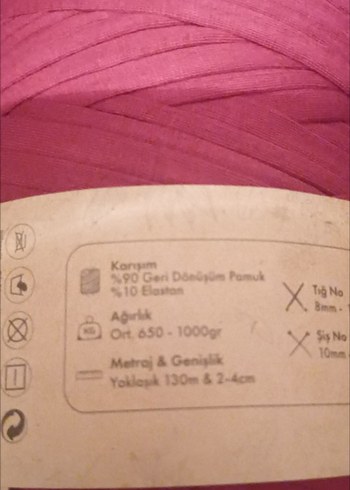 Karışım
%90 Geri Dönüşüm Pamuk
%10 Elastan
Tığ No
8mm -
Ağırlık
KG
Ort. 650 - 1000gr
Şiş No
10mm
Metraj & Genişlik
Yaklaşık 130m & 2-4cm